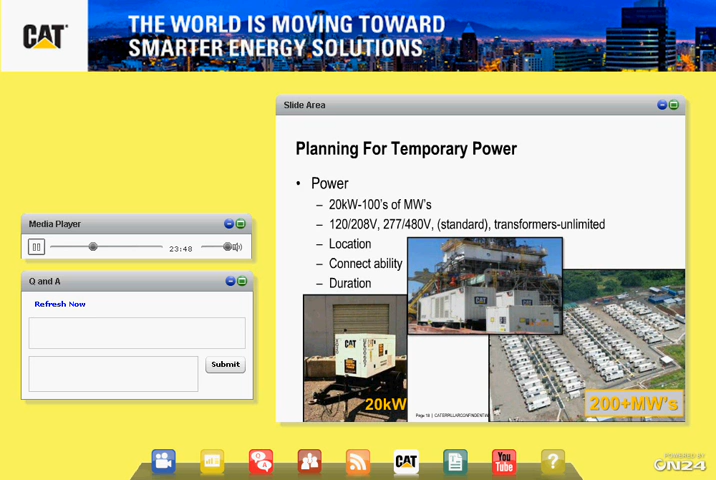 CAT
THE WORLD IS MOVING TOWARD
SMARTER ENERGY SOLUTIONS
Slide Area
Planning For Temporary Power
• Power
– 20kW-100's of MW's
– 120/208V, 277/480V, (standard), transformers-unlimited
– Location
– Connect ability
– Duration
CAT
CAT
CAT
20kW
200+MW's
Media Player
23:48
Q and A
Refresh Now
Submit
Q
A
CAT
You
Tube
?
POWERED BY
ON24